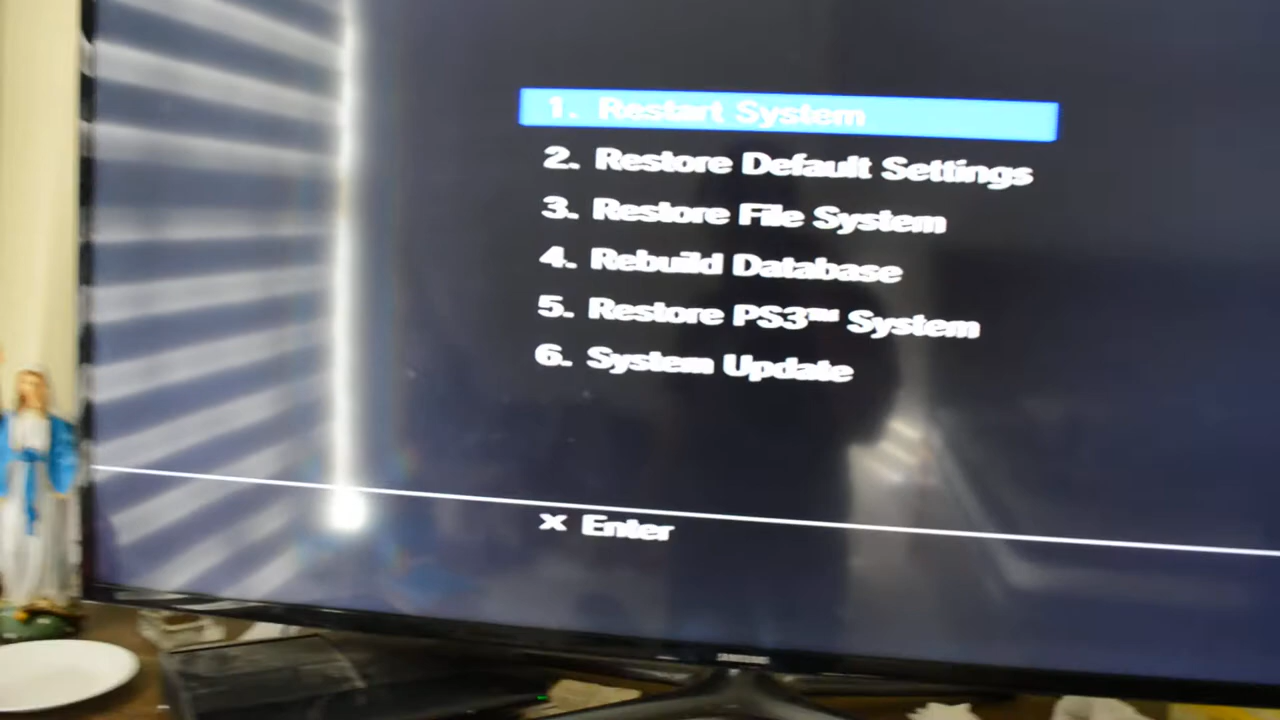 1. Restart System
2. Restore Default Settings
3. Restore File System
4. Rebuild Database
5. Restore PS3™ System
6. System Update
× Enter
SAMSUNG